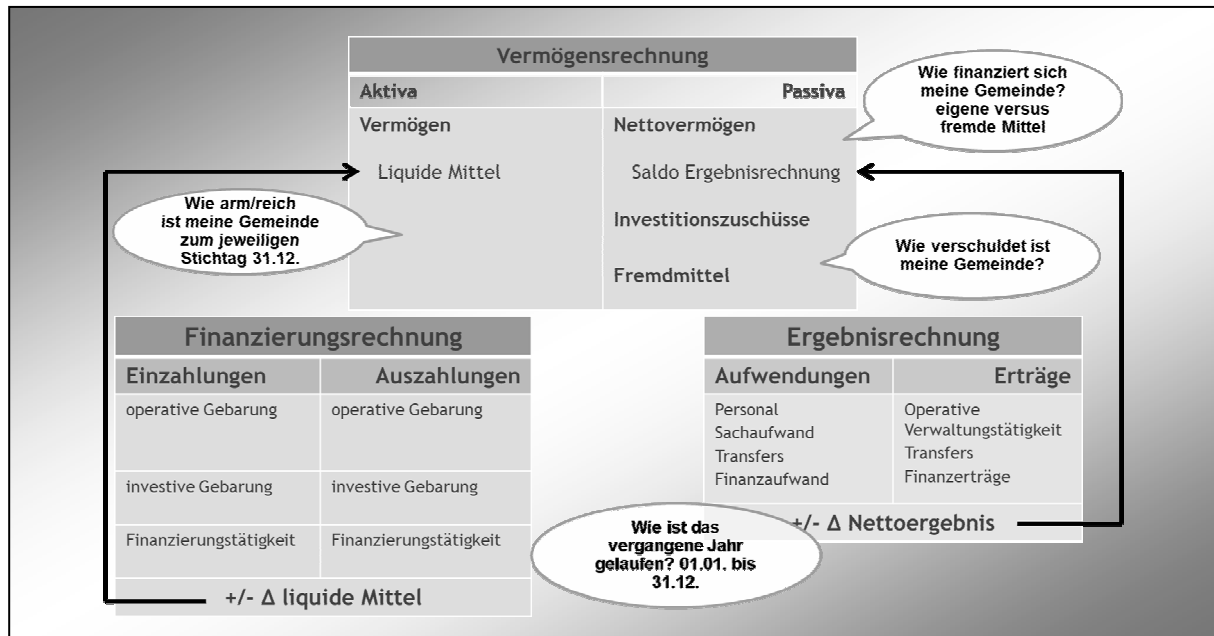 Vermögensrechnung
Aktiva
Passiva
Vermögen
Liquide Mittel
Nettovermögen
Saldo Ergebnisrechnung
Investitionszuschüsse
Fremdmittel
Wie finanziert sich
meine Gemeinde?
eigene versus
fremde Mittel
Wie arm/reich
ist meine Gemeinde
zum jeweiligen
Stichtag 31.12.
Wie verschuldet ist
meine Gemeinde?
Finanzierungsrechnung
Einzahlungen
Auszahlungen
operative Gebarung
operative Gebarung
investive Gebarung
investive Gebarung
Finanzierungstätigkeit
Finanzierungstätigkeit
+/- Δ liquide Mittel
Ergebnisrechnung
Aufwendungen
Erträge
Personal
Sachaufwand
Transfers
Finanzaufwand
Operative
Verwaltungstätigkeit
Transfers
Finanzerträge
+/- Δ Nettoergebnis
Wie ist das
vergangene Jahr
gelaufen? 01.01. bis
31.12.